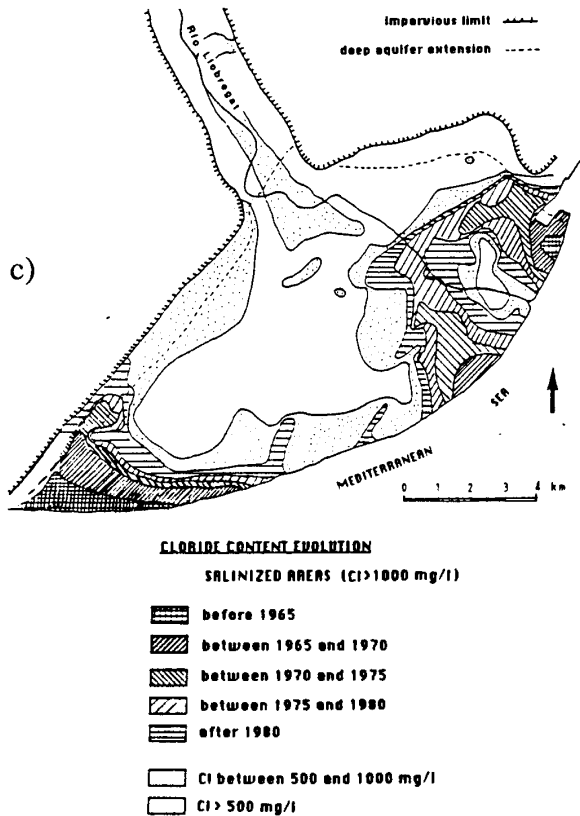 impervious limit
deep aquifer extension
Rio Llobregat
c)
SEA
MEDITERRANEAN
0 1 2 3 4 km
CLORIDE CONTENT EVOLUTION
SALINIZED AREAS (Cl>1000 mg/l)
before 1965
between 1965 and 1970
between 1970 and 1975
between 1975 and 1980
after 1980
Cl between 500 and 1000 mg/l
Cl > 500 mg/l